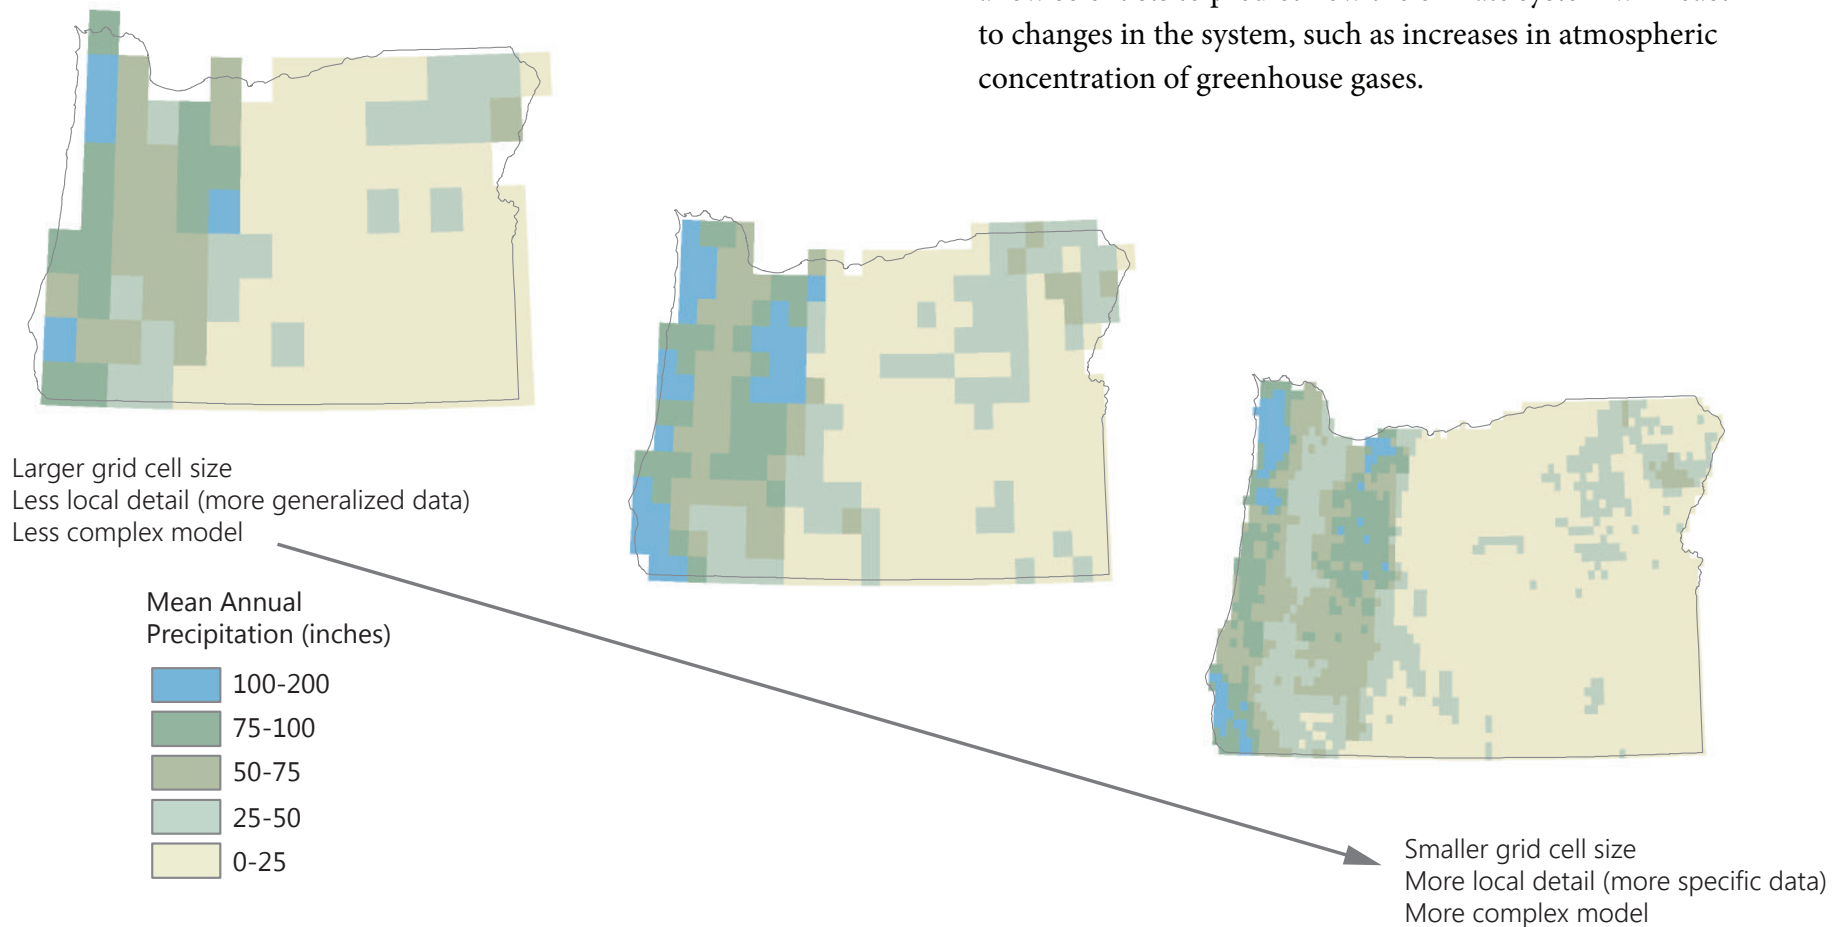 to changes in the system, such as increases in atmospheric
concentration of greenhouse gases.
Larger grid cell size
Less local detail (more generalized data)
Less complex model
Mean Annual
Precipitation (inches)
100-200
75-100
50-75
25-50
0-25
Smaller grid cell size
More local detail (more specific data)
More complex model